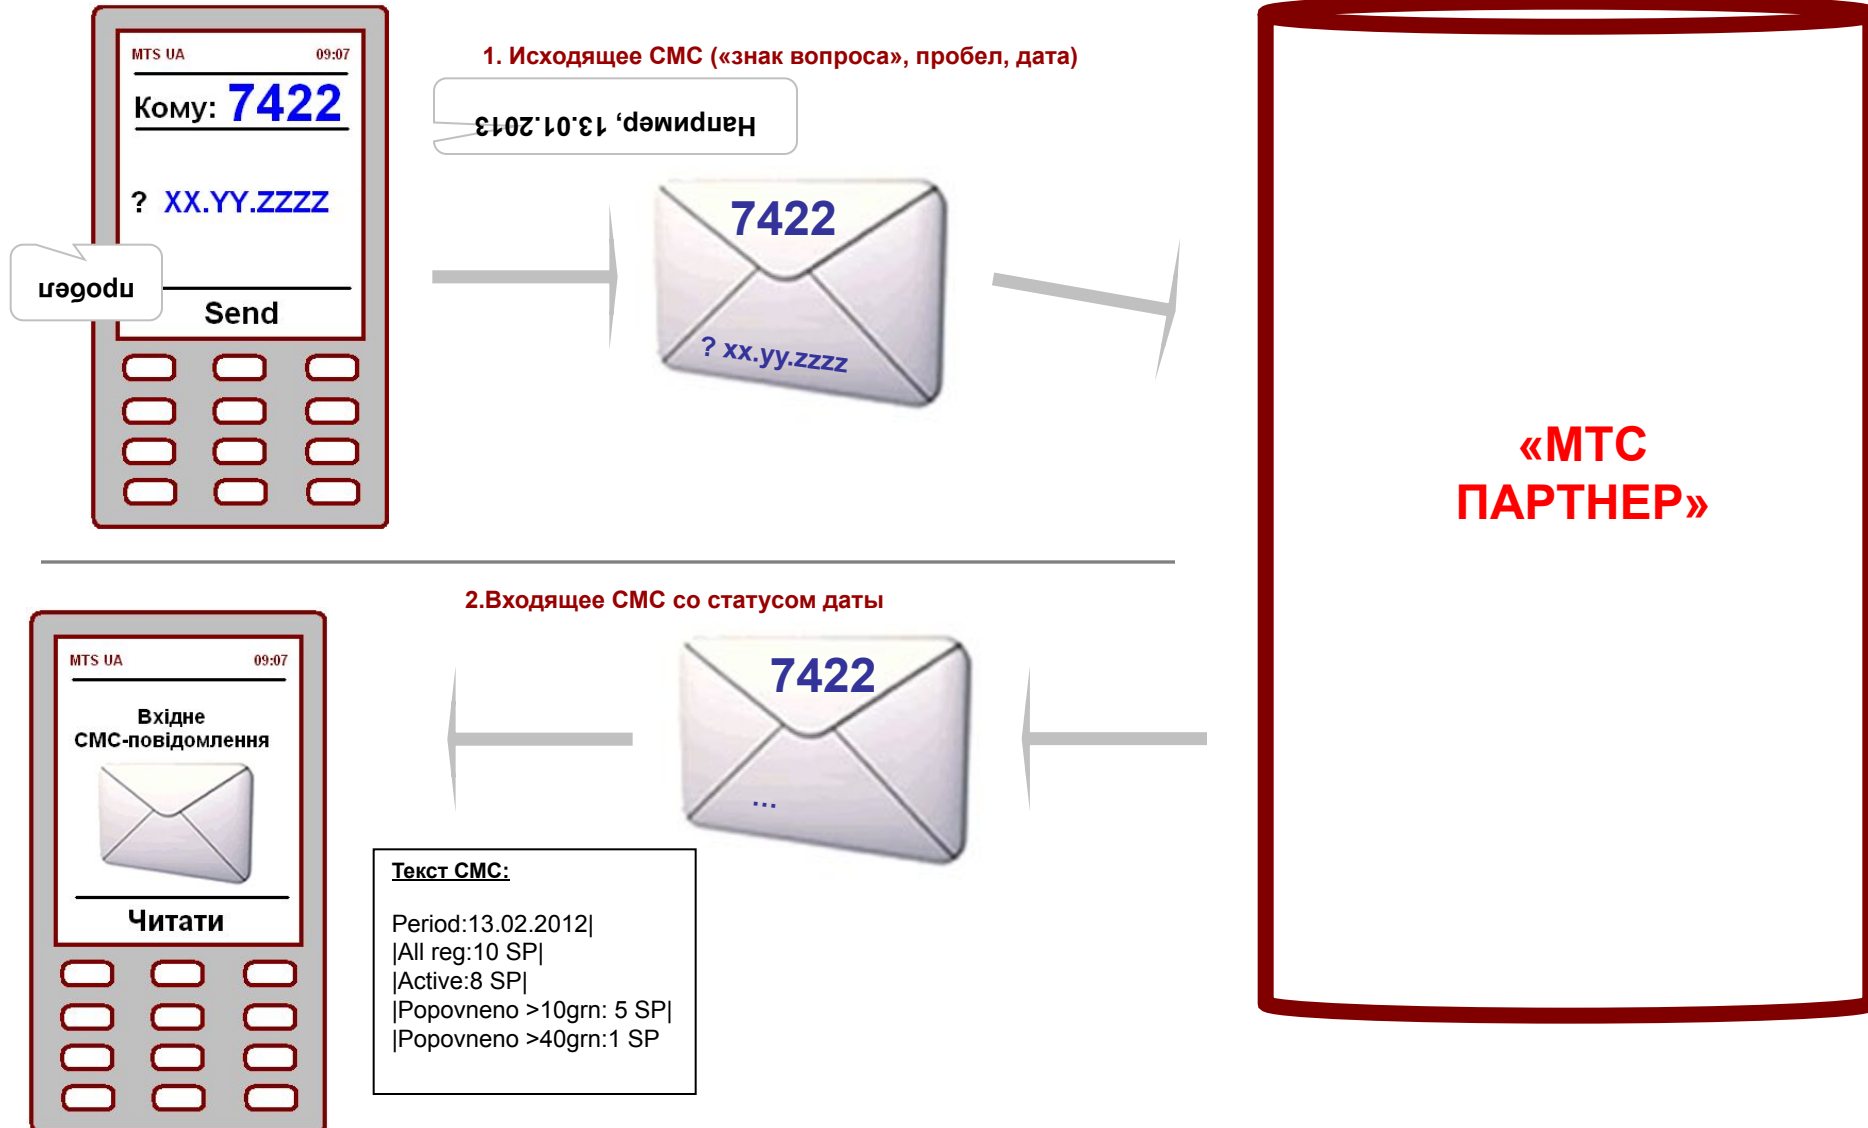 1. Исходящее СМС («знак вопроса», пробел, дата)
MTS UA 09:07
Кому: 7422
? XX.YY.ZZZZ
Send
пробел
Например, 13.01.2013
7422
? xx.yy.zzzz
«МТС
ПАРТНЕР»
2.Входящее СМС со статусом даты
MTS UA 09:07
Вхідне
СМС-повідомлення
Читати
7422
...
Текст СМС:
Period:13.02.2012|
|All reg:10 SP|
|Active:8 SP|
|Popovneno >10grn: 5 SP|
|Popovneno >40grn:1 SP